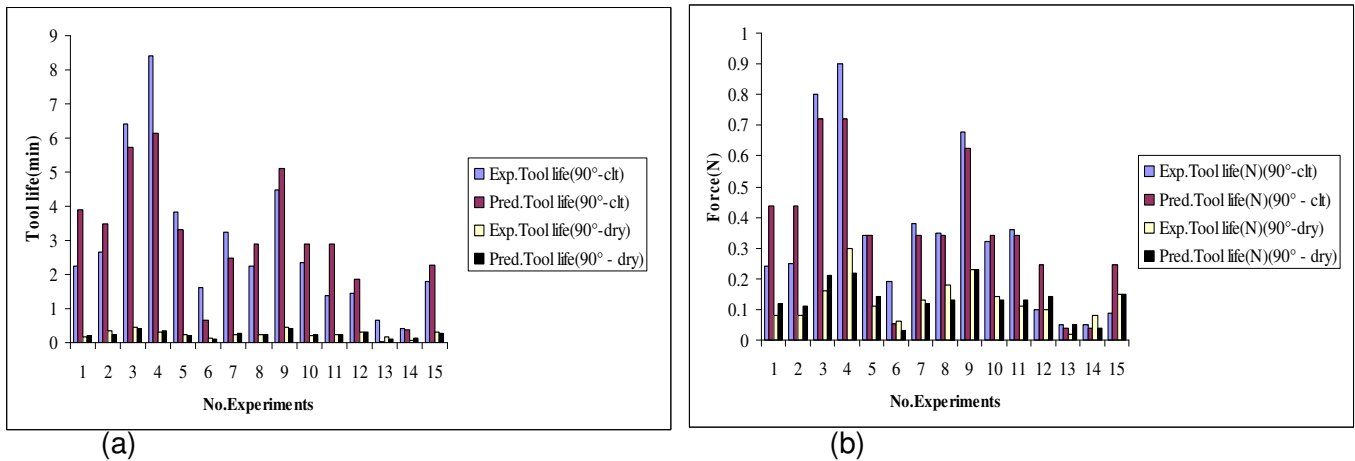 9
8
7
6
5
4
3
2
1
0
Tool life(min)
1 2 3 4 5 6 7 8 9 10 11 12 13 14 15
No.Experiments
Exp.Tool life(90°-clt)
Pred.Tool life(90°-clt)
Exp.Tool life(90°-dry)
Pred.Tool life(90° - dry)
(a)
1
0.9
0.8
0.7
0.6
0.5
0.4
0.3
0.2
0.1
0
Force(N)
1 2 3 4 5 6 7 8 9 10 11 12 13 14 15
No.Experiments
Exp.Tool life(N)(90°-clt)
Pred.Tool life(N)(90° - clt)
Exp.Tool life(N)(90°-dry)
Pred.Tool life(N)(90° - dry)
(b)